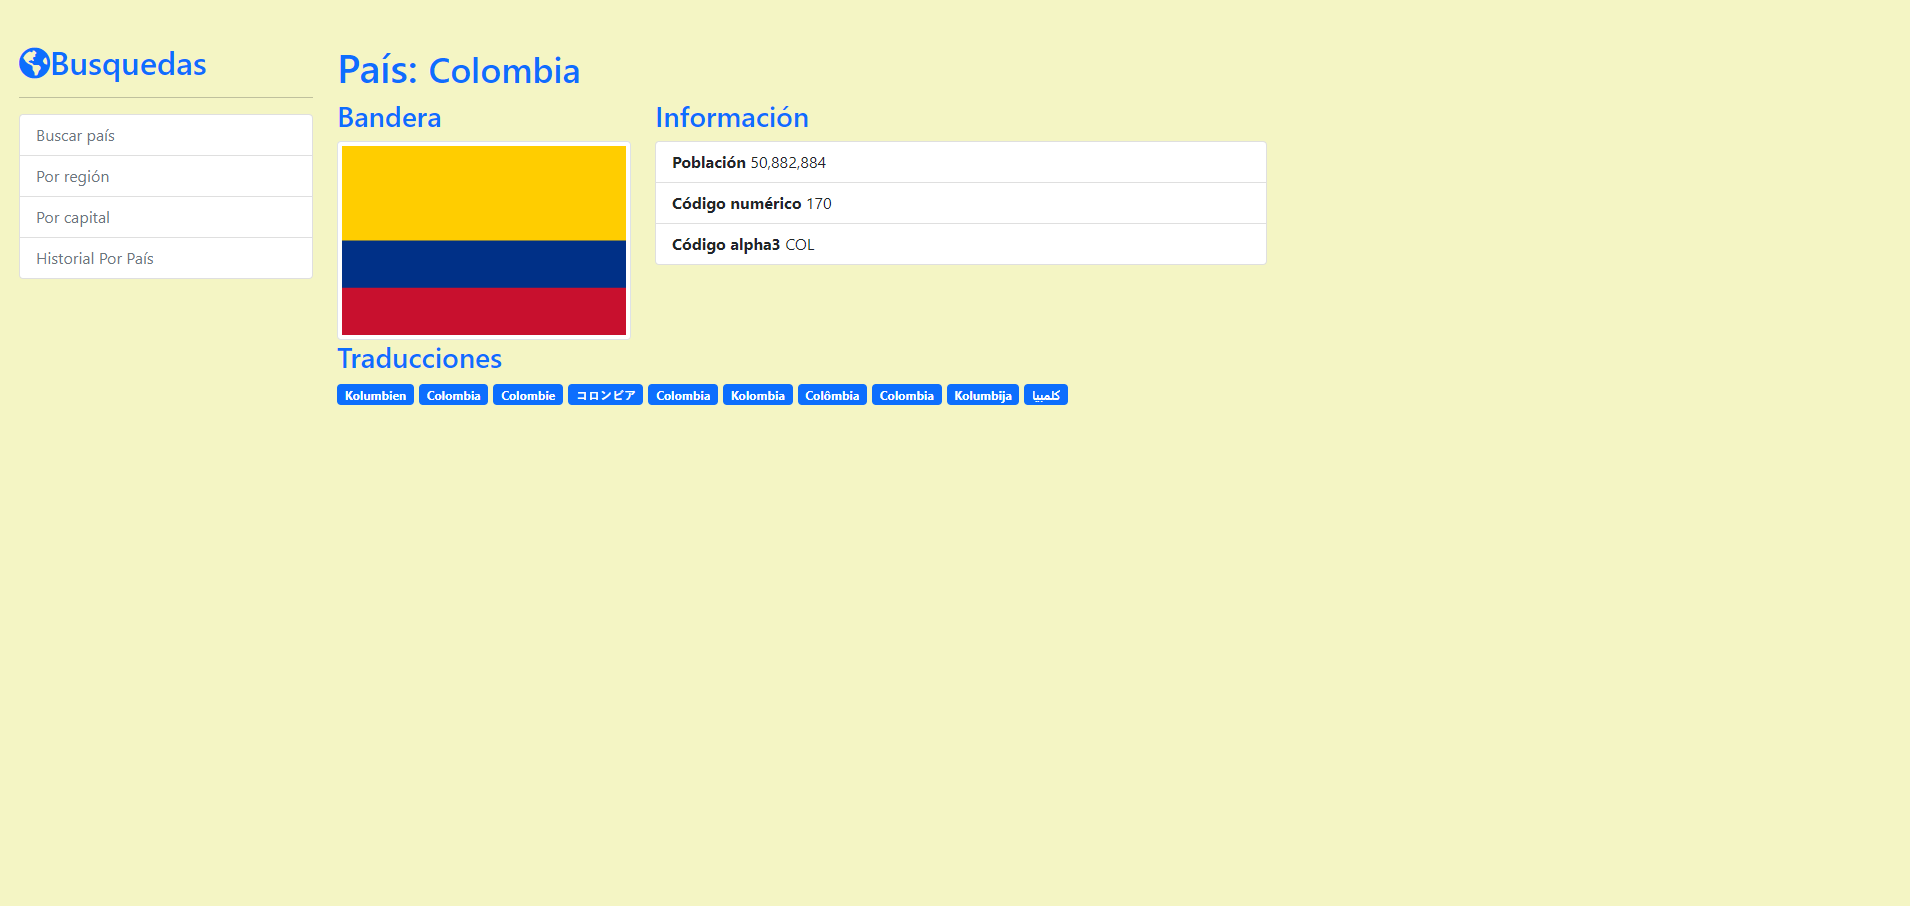 Busquedas
Buscar país
Por región
Por capital
Historial Por País
País: Colombia
Bandera
Información
Población 50,882,884
Código numérico 170
Código alpha3 COL
Traducciones
Kolumbien Colombia Colombie コロンビア Colombia Kolombia Colômbia Colombia Kolumbija کلمبیا